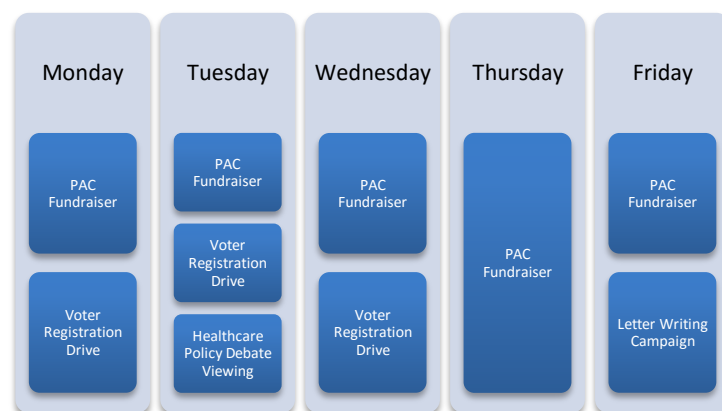 Monday
PAC
Fundraiser
Voter
Registration
Drive
Tuesday
PAC
Fundraiser
Voter
Registration
Drive
Healthcare
Policy Debate
Viewing
Wednesday
PAC
Fundraiser
Voter
Registration
Drive
Thursday
PAC
Fundraiser
Friday
PAC
Fundraiser
Letter Writing
Campaign